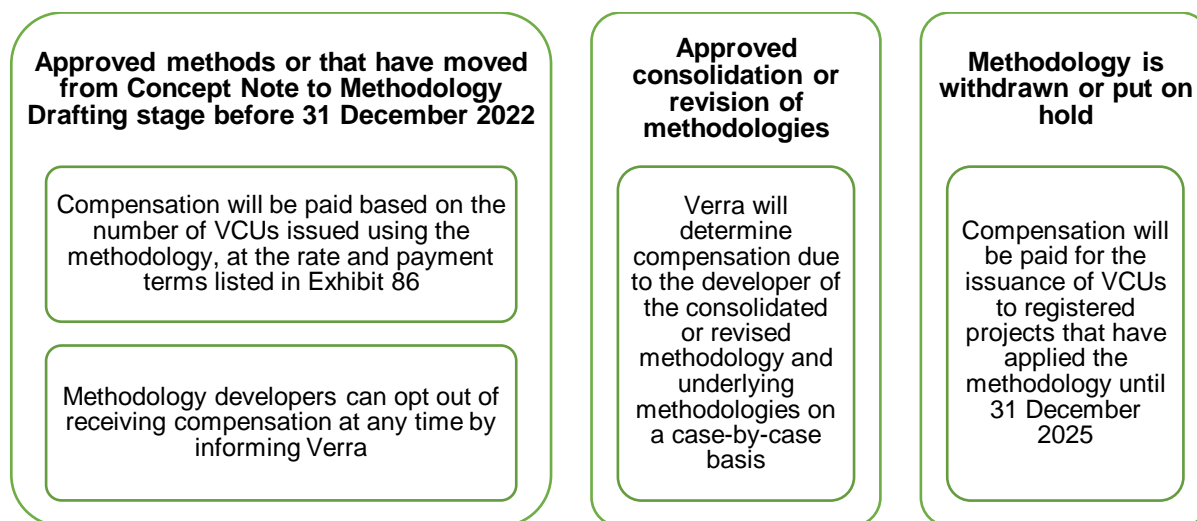 Approved methods or that have moved
from Concept Note to Methodology
Drafting stage before 31 December 2022
Compensation will be paid based on the
number of VCUs issued using the
methodology, at the rate and payment
terms listed in Exhibit 86
Methodology developers can opt out of
receiving compensation at any time by
informing Verra
Approved
consolidation or
revision of
methodologies
Verra will
determine
compensation due
to the developer of
the consolidated
or revised
methodology and
underlying
methodologies on
a case-by-case
basis
Methodology is
withdrawn or put on
hold
Compensation will
be paid for the
issuance of VCUs
to registered
projects that have
applied the
methodology until
31 December
2025